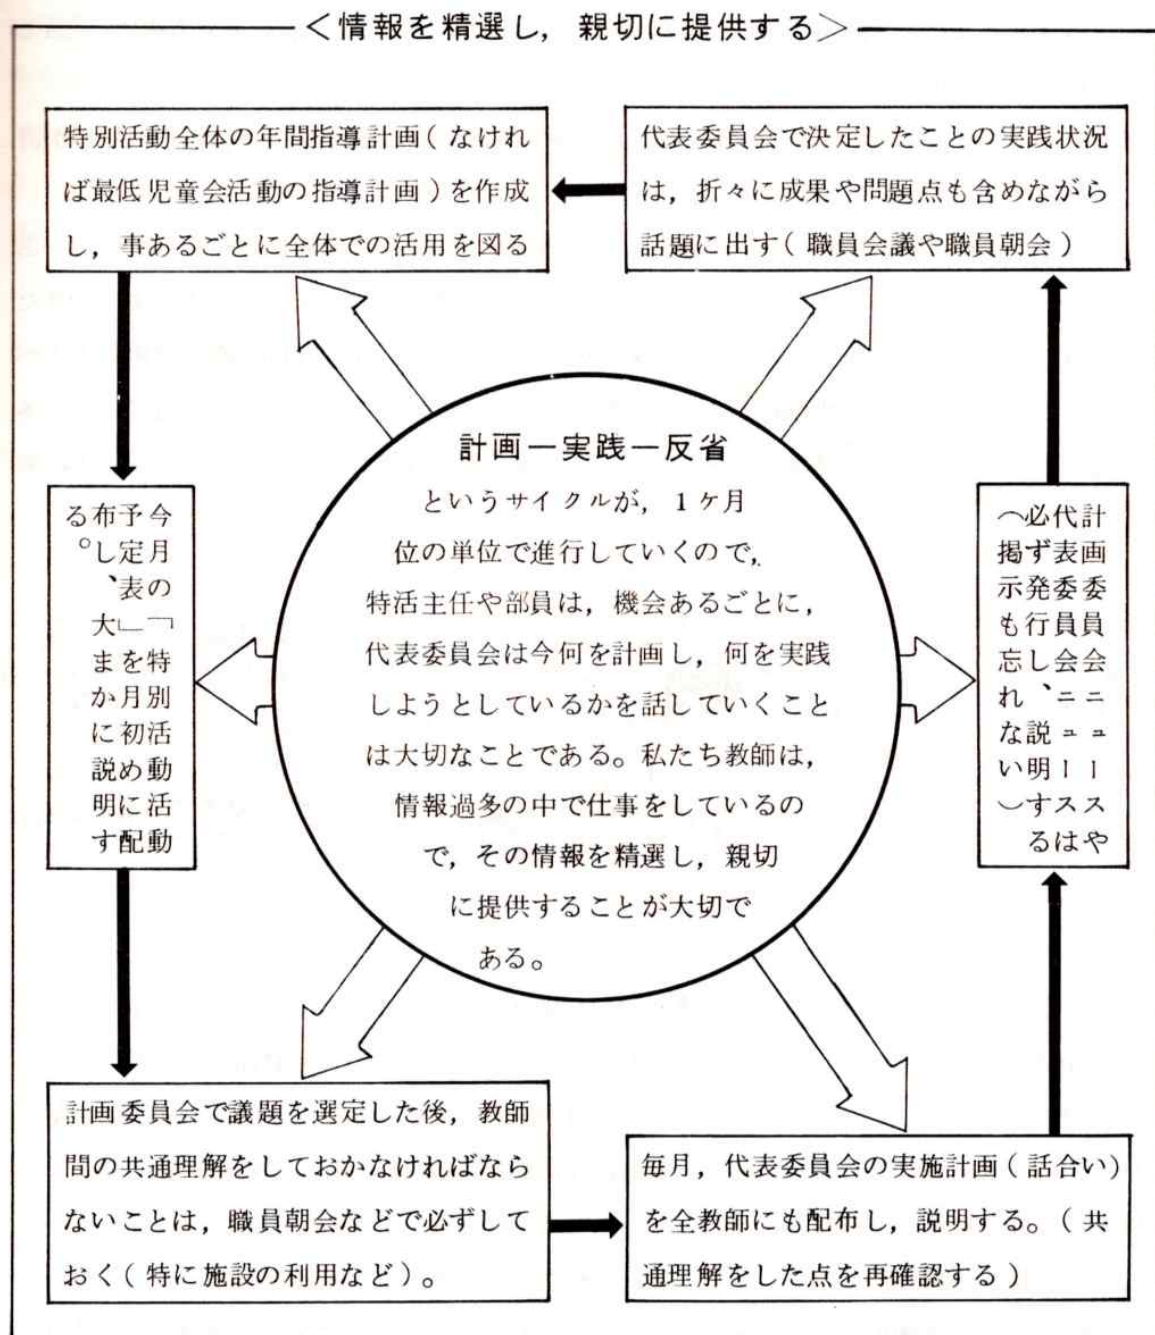 ＜情報を精選し，親切に提供する＞
特別活動全体の年間指導計画（なけれ
ば最低児童会活動の指導計画）を作成
し，事あるごとに全体での活用を図る
代表委員会で決定したことの実践状況
は，折々に成果や問題点も含めながら
話題に出す（職員会議や職員朝会）
計画―実践―反省
というサイクルが，1ケ月
位の単位で進行していくので，
特活主任や部員は，機会あるごとに，
代表委員会は今何を計画し，何を実践
しようとしているかを話していくこと
は大切なことである。私たち教師は，
情報過多の中で仕事をしているの
で，その情報を精選し，親切
に提供することが大切で
ある。
今月の「特別活動活動
予定表」を月初めに配
布し、大まかに説明す
る。
計画委員会ニュースや
代表委員会ニュースは
必ず発行し、説明する
（掲示も忘れない）
計画委員会で議題を選定した後，教師
間の共通理解をしておかなければなら
ないことは，職員朝会などで必ずして
おく（特に施設の利用など）。
毎月，代表委員会の実施計画（話合い）
を全教師にも配布し，説明する。（共
通理解をした点を再確認する）